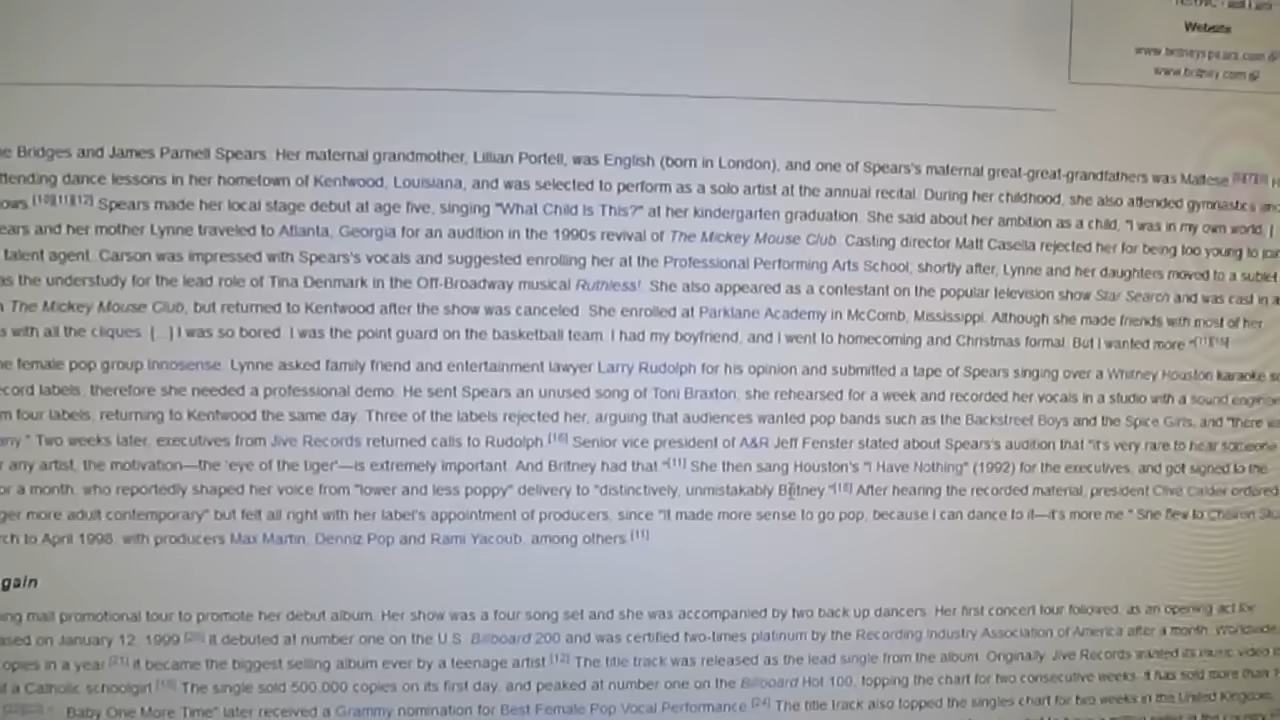 Website
www.britneyspears.com
www.britney.com
e Bridges and James Parnell Spears. Her maternal grandmother, Lillian Portell, was English (born in London), and one of Spears's maternal great-great-grandfathers was Maltese.
ttending dance lessons in her hometown of Kentwood, Louisiana, and was selected to perform as a solo artist at the annual recital. During her childhood, she also attended gymnastics and
ows.[10][11][12] Spears made her local stage debut at age five, singing "What Child Is This?" at her kindergarten graduation. She said about her ambition as a child, "I was in my own world, [
ears and her mother Lynne traveled to Atlanta, Georgia for an audition in the 1990s revival of The Mickey Mouse Club. Casting director Matt Casella rejected her for being too young to join
talent agent. Carson was impressed with Spears's vocals and suggested enrolling her at the Professional Performing Arts School; shortly after, Lynne and her daughters moved to a sublet
as the understudy for the lead role of Tina Denmark in the Off-Broadway musical Ruthless! She also appeared as a contestant on the popular television show Star Search and was cast in a
The Mickey Mouse Club, but returned to Kentwood after the show was canceled. She enrolled at Parklane Academy in McComb, Mississippi. Although she made friends with most of her
s with all the cliques. [...] I was so bored. I was the point guard on the basketball team. I had my boyfriend, and I went to homecoming and Christmas formal. But I wanted more."
e female pop group Innosense. Lynne asked family friend and entertainment lawyer Larry Rudolph for his opinion and submitted a tape of Spears singing over a Whitney Houston karaoke
ecord labels, therefore she needed a professional demo. He sent Spears an unused song of Toni Braxton; she rehearsed for a week and recorded her vocals in a studio with a sound engineer
m four labels, returning to Kentwood the same day. Three of the labels rejected her, arguing that audiences wanted pop bands such as the Backstreet Boys and the Spice Girls, and "there
any." Two weeks later, executives from Jive Records returned calls to Rudolph.[16] Senior vice president of A&R Jeff Fenster stated about Spears's audition that "it's very rare to hear someone
r any artist, the motivation—the 'eye of the tiger'—is extremely important. And Britney had that."[11] She then sang Houston's "I Have Nothing" (1992) for the executives, and got signed to the
or a month, who reportedly shaped her voice from "lower and less poppy" delivery to "distinctively, unmistakably Britney."[18] After hearing the recorded material, president Clive Calder ordered
ger more adult contemporary" but felt all right with her label's appointment of producers, since "It made more sense to go pop, because I can dance to it—it's more me." She flew to Cheiron
rch to April 1998, with producers Max Martin, Denniz Pop and Rami Yacoub, among others.[11]
gain
ing mall promotional tour to promote her debut album. Her show was a four song set and she was accompanied by two back up dancers. Her first concert tour followed, as an opening act for
ased on January 12, 1999. It debuted at number one on the U.S. Billboard 200 and was certified two-times platinum by the Recording Industry Association of America after a month. Worldwide
opies in a year.[21] It became the biggest selling album ever by a teenage artist.[12] The title track was released as the lead single from the album. Originally, Jive Records wanted its music video
f a Catholic schoolgirl. The single sold 500,000 copies on its first day, and peaked at number one on the Billboard Hot 100, topping the chart for two consecutive weeks. It has sold more than
Baby One More Time" later received a Grammy nomination for Best Female Pop Vocal Performance.[24] The title track also topped the singles chart for two weeks in the United Kingdom,